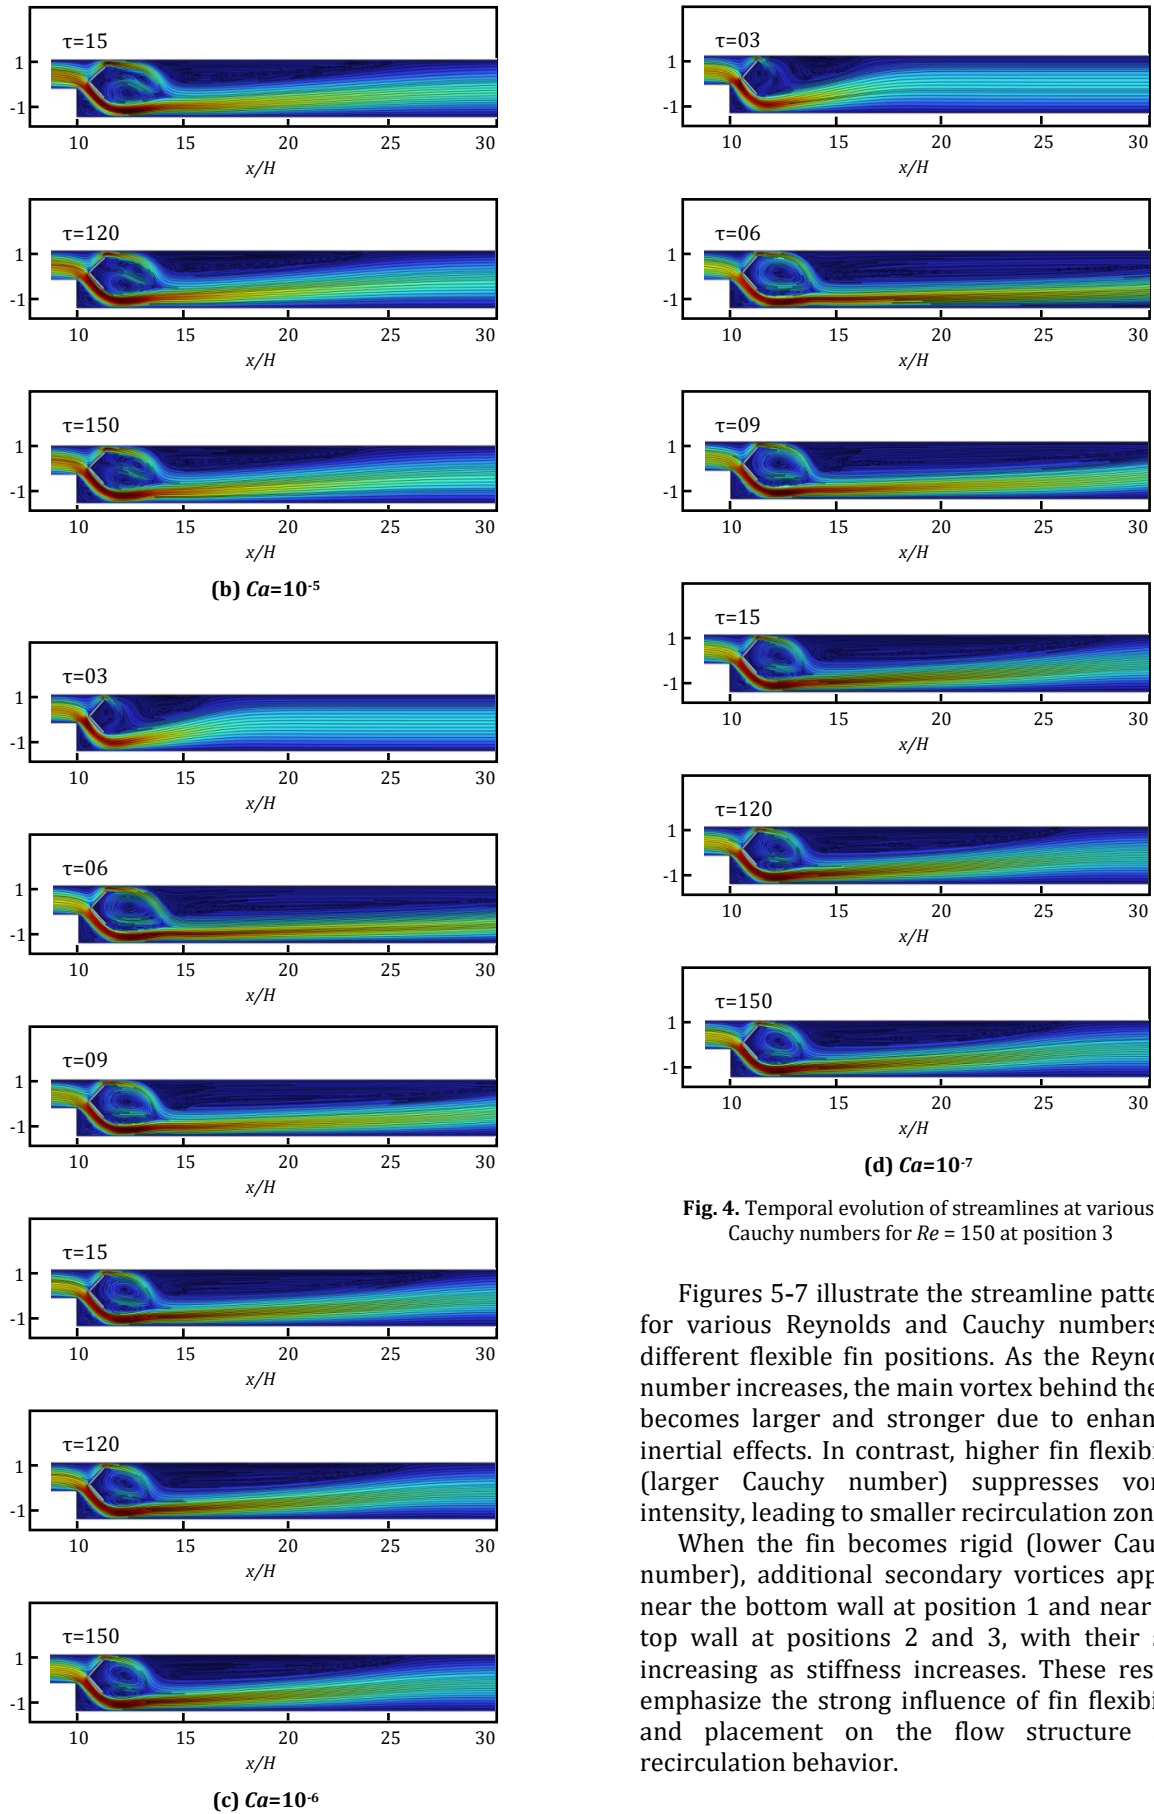 τ=15
1
-1
10 15 20 25 30
x/H
τ=120
1
-1
10 15 20 25 30
x/H
τ=150
1
-1
10 15 20 25 30
x/H
(b) Ca=10-5
τ=03
1
-1
10 15 20 25 30
x/H
τ=06
1
-1
10 15 20 25 30
x/H
τ=09
1
-1
10 15 20 25 30
x/H
τ=15
1
-1
10 15 20 25 30
x/H
τ=120
1
-1
10 15 20 25 30
x/H
τ=150
1
-1
10 15 20 25 30
x/H
(c) Ca=10-6
τ=03
1
-1
10 15 20 25 30
x/H
τ=06
1
-1
10 15 20 25 30
x/H
τ=09
1
-1
10 15 20 25 30
x/H
τ=15
1
-1
10 15 20 25 30
x/H
τ=120
1
-1
10 15 20 25 30
x/H
τ=150
1
-1
10 15 20 25 30
x/H
(d) Ca=10-7
Fig. 4. Temporal evolution of streamlines at various
Cauchy numbers for Re = 150 at position 3
Figures 5-7 illustrate the streamline patte
for various Reynolds and Cauchy numbers
different flexible fin positions. As the Reyno
number increases, the main vortex behind the
becomes larger and stronger due to enhan
inertial effects. In contrast, higher fin flexibi
(larger Cauchy number) suppresses vor
intensity, leading to smaller recirculation zon
When the fin becomes rigid (lower Cau
number), additional secondary vortices app
near the bottom wall at position 1 and near
top wall at positions 2 and 3, with their s
increasing as stiffness increases. These res
emphasize the strong influence of fin flexibi
and placement on the flow structure
recirculation behavior.